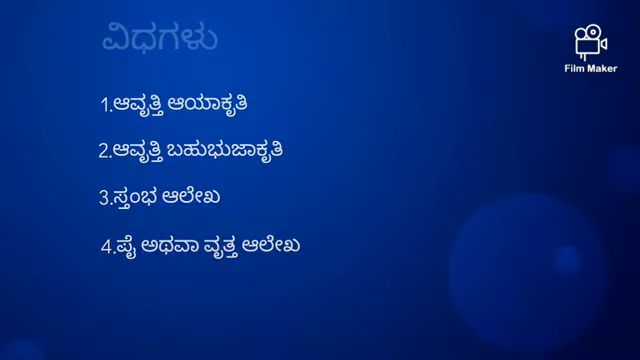 ವಿಧಗಳು
Film Maker
1.ಆವೃತ್ತಿ ಆಯಾಕೃತಿ
2.ಆವೃತ್ತಿ ಬಹುಭುಜಾಕೃತಿ
3.ಸ್ತಂಭ ಆಲೇಖ
4.ಪೈ ಅಥವಾ ವೃತ್ತ ಆಲೇಖ